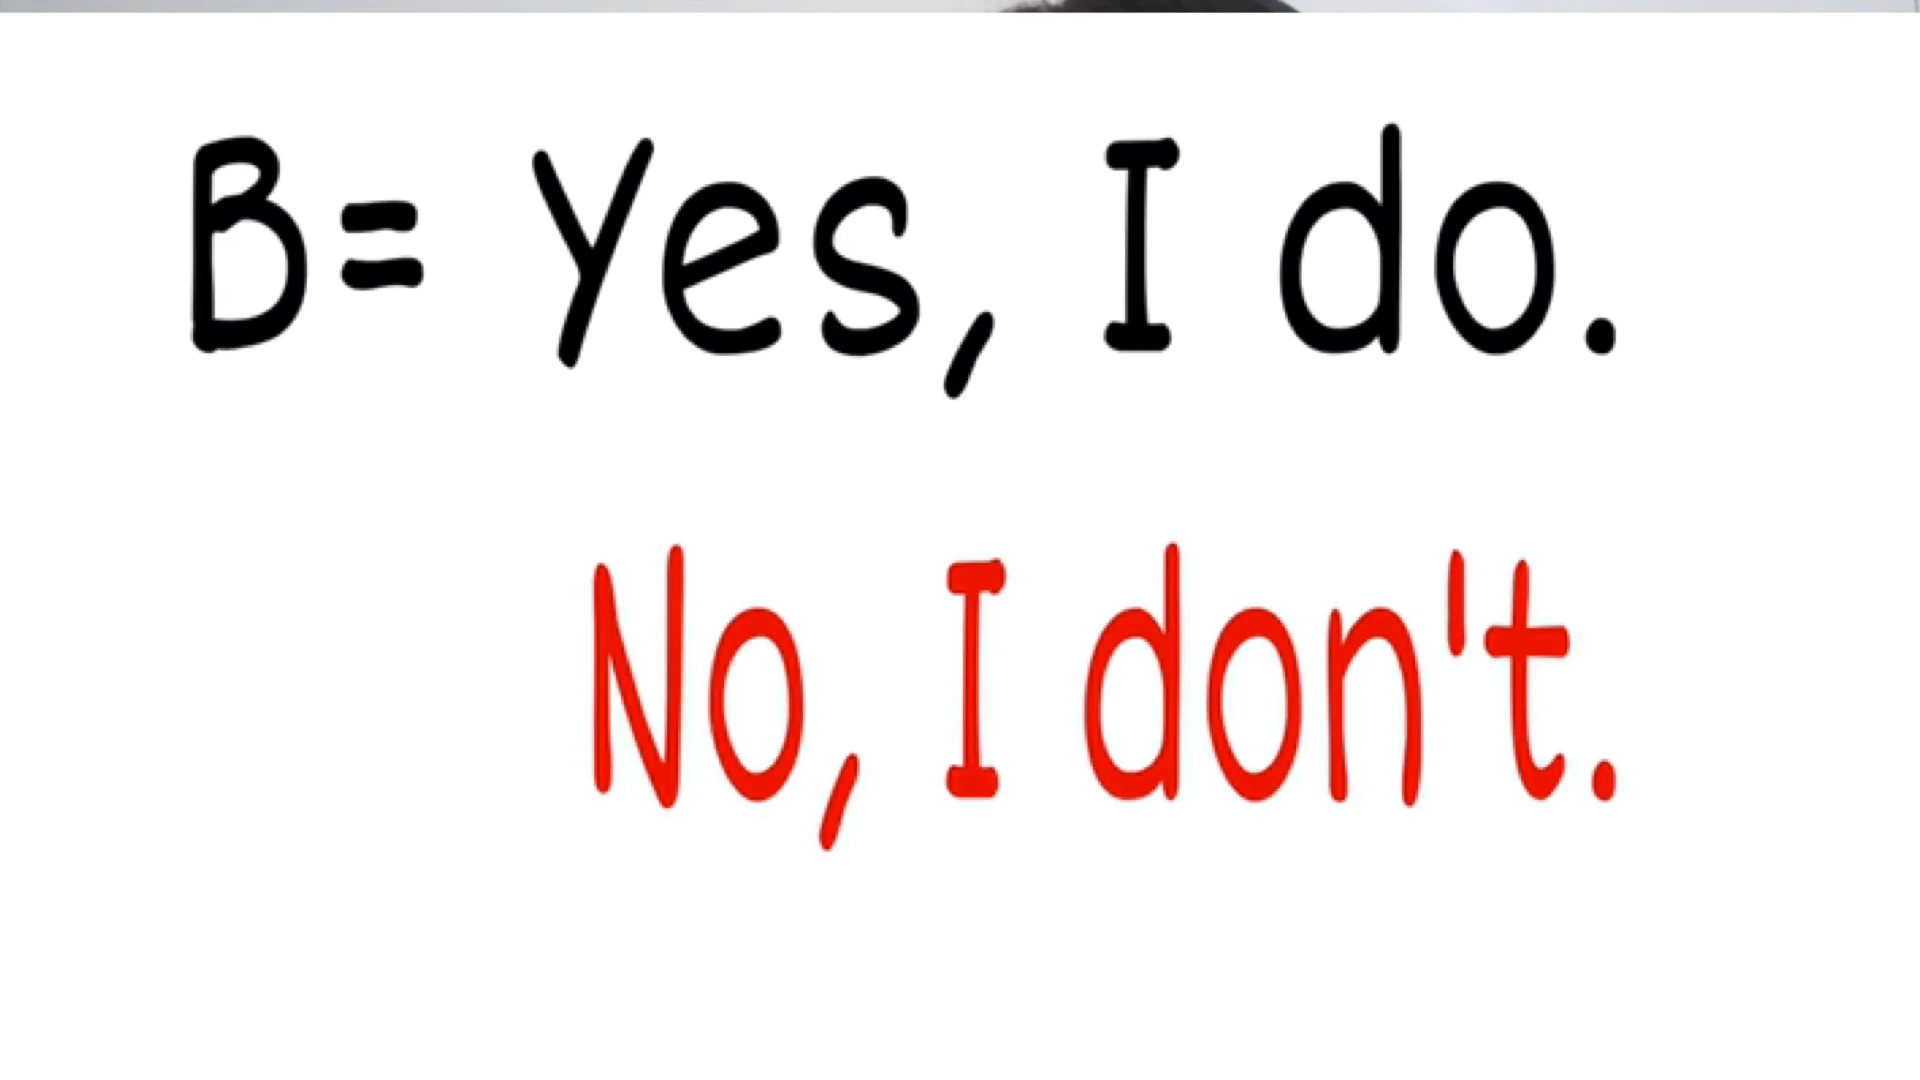 B= Yes, I do.
No, I don't.